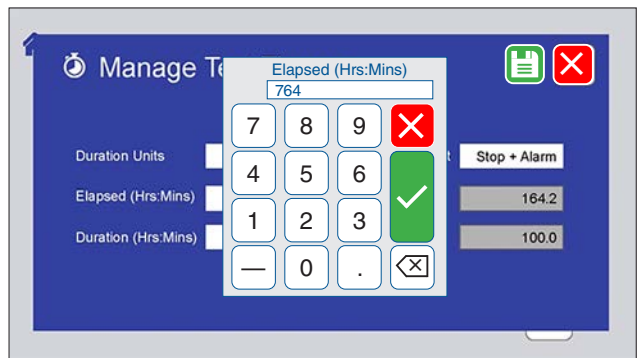 Manage Te
Elapsed (Hrs:Mins)
764
7 8 9
Duration Units
t Stop + Alarm
4 5 6
Elapsed (Hrs:Mins)
164.2
1 2 3
Duration (Hrs:Mins)
100.0
— 0 .